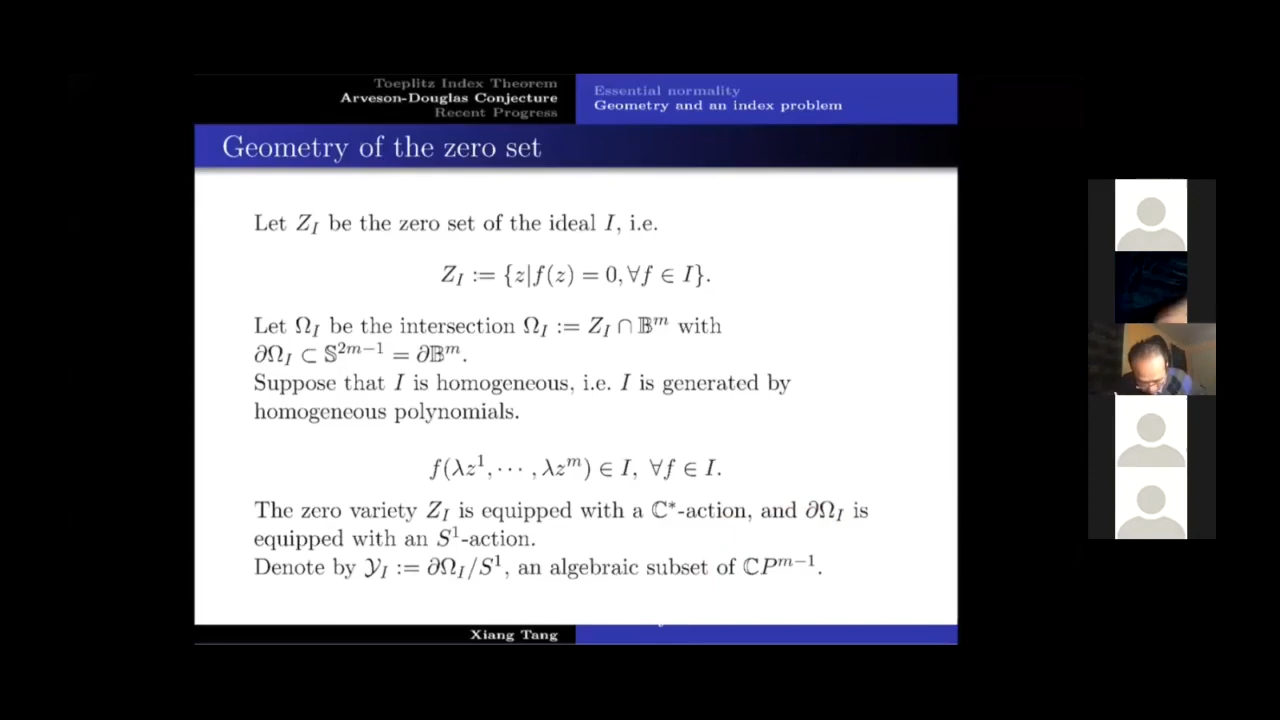 Toeplitz Index Theorem
Arveson-Douglas Conjecture
Recent Progress
Essential normality
Geometry and an index problem
Geometry of the zero set
Let Z_I be the zero set of the ideal I, i.e.
Z_I := {z|f(z) = 0, ∀f ∈ I}.
Let Ω_I be the intersection Ω_I := Z_I ∩ 𝔹^m with
∂Ω_I ⊂ 𝕊^{2m−1} = ∂𝔹^m.
Suppose that I is homogeneous, i.e. I is generated by
homogeneous polynomials.
f(λz^1, ⋯ , λz^m) ∈ I, ∀f ∈ I.
The zero variety Z_I is equipped with a ℂ*-action, and ∂Ω_I is
equipped with an S^1-action.
Denote by 𝒴_I := ∂Ω_I/S^1, an algebraic subset of ℂP^{m−1}.
Xiang Tang